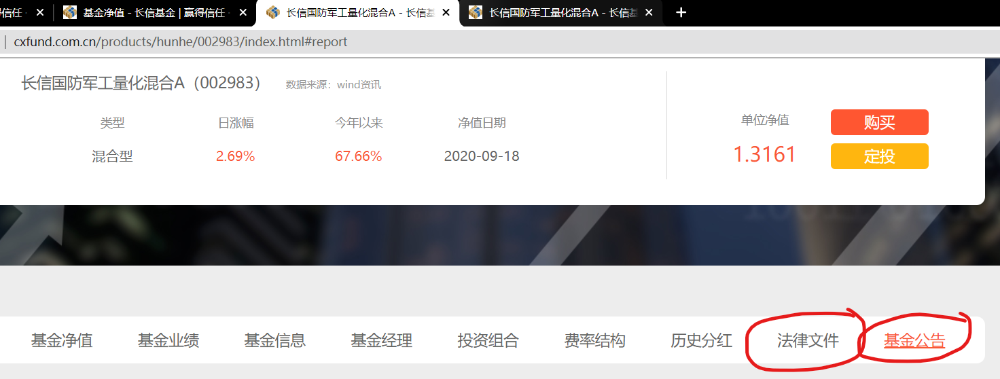 信任
基金净值 - 长信基金 | 赢得信任
长信国防军工量化混合A - 长信基
长信国防军工量化混合A - 长信基
cxfund.com.cn/products/hunhe/002983/index.html#report
长信国防军工量化混合A（002983） 数据来源：wind资讯
类型 日涨幅 今年以来 净值日期
混合型 2.69% 67.66% 2020-09-18
单位净值
1.3161
购买
定投
基金净值 基金业绩 基金信息 基金经理 投资组合 费率结构 历史分红 法律文件 基金公告